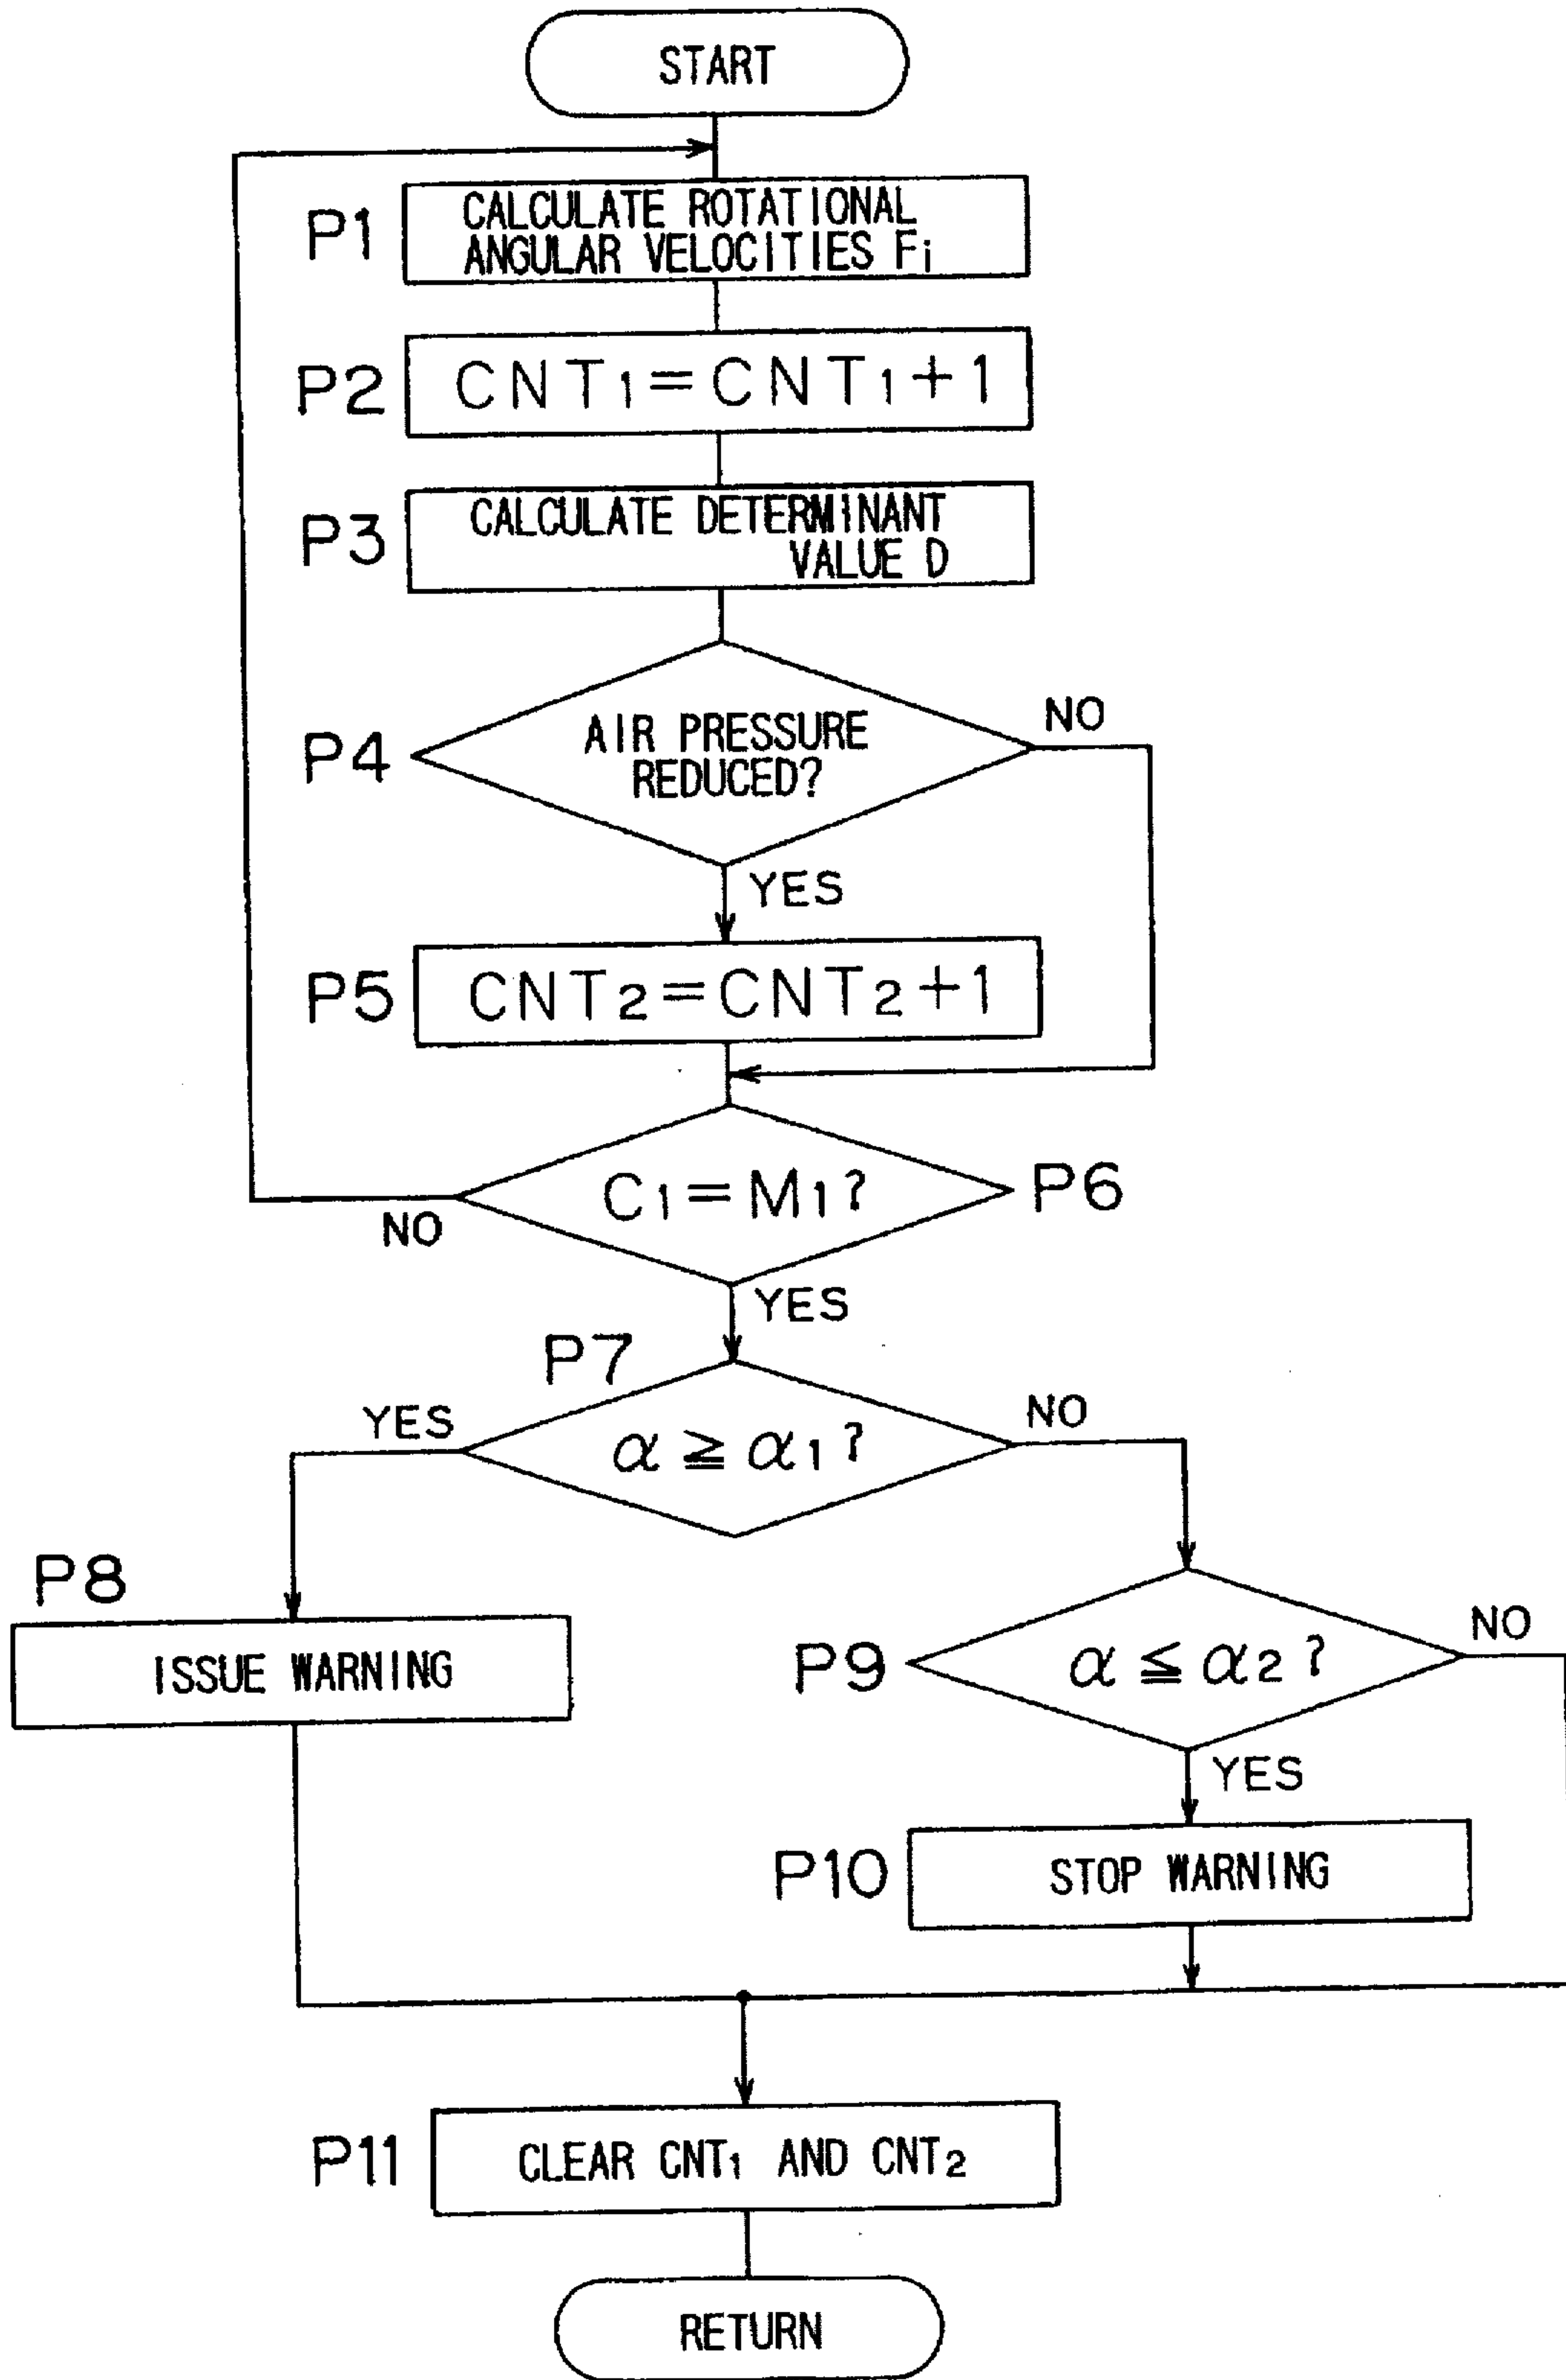 START
P1
CALCULATE ROTATIONAL
ANGULAR VELOCITIES Fi
P2
CNT₁=CNT₁+1
P3
CALCULATE DETERMINANT
VALUE D
P4
AIR PRESSURE
REDUCED?
NO
YES
P5
CNT₂=CNT₂+1
C₁=M₁?
P6
NO
YES
P7
YES
α≧α₁?
NO
P8
ISSUE WARNING
P9
α≦α₂?
NO
YES
P10
STOP WARNING
P11
CLEAR CNT₁ AND CNT₂
RETURN